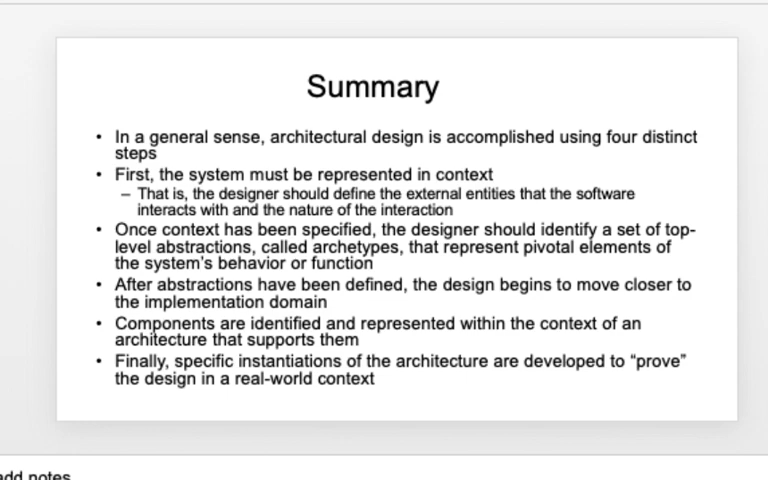 Summary
• In a general sense, architectural design is accomplished using four distinct
steps
• First, the system must be represented in context
– That is, the designer should define the external entities that the software
interacts with and the nature of the interaction
• Once context has been specified, the designer should identify a set of top-
level abstractions, called archetypes, that represent pivotal elements of
the system's behavior or function
• After abstractions have been defined, the design begins to move closer to
the implementation domain
• Components are identified and represented within the context of an
architecture that supports them
• Finally, specific instantiations of the architecture are developed to “prove”
the design in a real-world context
add notes